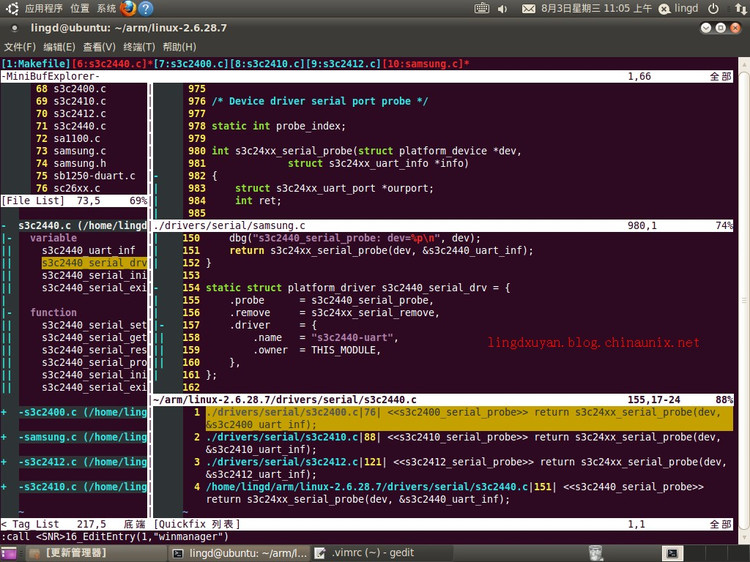 应用程序 位置 系统 8月3日星期三 11:05 上午 lingd
lingd@ubuntu: ~/arm/linux-2.6.28.7
文件(F) 编辑(E) 查看(V) 终端(T) 帮助(H)
[1:Makefile][6:s3c2440.c]*[7:s3c2400.c][8:s3c2410.c][9:s3c2412.c][10:samsung.c]*
-MiniBufExplorer- 1,66 全部
68 s3c2400.c
69 s3c2410.c
70 s3c2412.c
71 s3c2440.c
72 sa1100.c
73 samsung.c
74 samsung.h
75 sb1250-duart.c
76 sc26xx.c
[File List] 73,5 69%
975
976 /* Device driver serial port probe */
977
978 static int probe_index;
979
980 int s3c24xx_serial_probe(struct platform_device *dev,
981 struct s3c24xx_uart_info *info)
- 982 {
| 983 struct s3c24xx_uart_port *ourport;
| 984 int ret;
| 985
./drivers/serial/samsung.c 980,1 74%
- s3c2440.c (/home/lingd
|- variable
|| s3c2440_uart_inf
|| s3c2440_serial_drv
|| s3c2440_serial_ini
|| s3c2440_serial_exi
|
|- function
|| s3c2440_serial_set
|| s3c2440_serial_get
|| s3c2440_serial_res
|| s3c2440_serial_pro
|| s3c2440_serial_ini
|| s3c2440_serial_exi
+ -s3c2400.c (/home/ling
+ -samsung.c (/home/ling
+ -s3c2412.c (/home/ling
+ -s3c2410.c (/home/ling
~
<_Tag List_ 217,5 底端
| 150 dbg("s3c2440_serial_probe: dev=%p\n", dev);
| 151 return s3c24xx_serial_probe(dev, &s3c2440_uart_inf);
| 152 }
153
- 154 static struct platform_driver s3c2440_serial_drv = {
| 155 .probe = s3c2440_serial_probe,
| 156 .remove = s3c24xx_serial_remove,
|- 157 .driver = {
|| 158 .name = "s3c2440-uart",
|| 159 .owner = THIS_MODULE,
|| 160 },
| 161 };
162
lingdxuyan.blog.chinaunix.net
~/arm/linux-2.6.28.7/drivers/serial/s3c2440.c 155,17-24 88%
1 ./drivers/serial/s3c2400.c|76| <<s3c2400_serial_probe>> return s3c24xx_serial_probe(dev,
&s3c2400_uart_inf);
2 ./drivers/serial/s3c2410.c|88| <<s3c2410_serial_probe>> return s3c24xx_serial_probe(dev,
&s3c2410_uart_inf);
3 ./drivers/serial/s3c2412.c|121| <<s3c2412_serial_probe>> return s3c24xx_serial_probe(dev,
&s3c2412_uart_inf);
4 /home/lingd/arm/linux-2.6.28.7/drivers/serial/s3c2440.c|151| <<s3c2440_serial_probe>>
return s3c24xx_serial_probe(dev, &s3c2440_uart_inf);
~
[Quickfix 列表] 1,1 全部
:call <SNR>16_EditEntry(1,"winmanager")
[更新管理器] lingd@ubuntu: ~/arm/l... .vimrc (~) - gedit